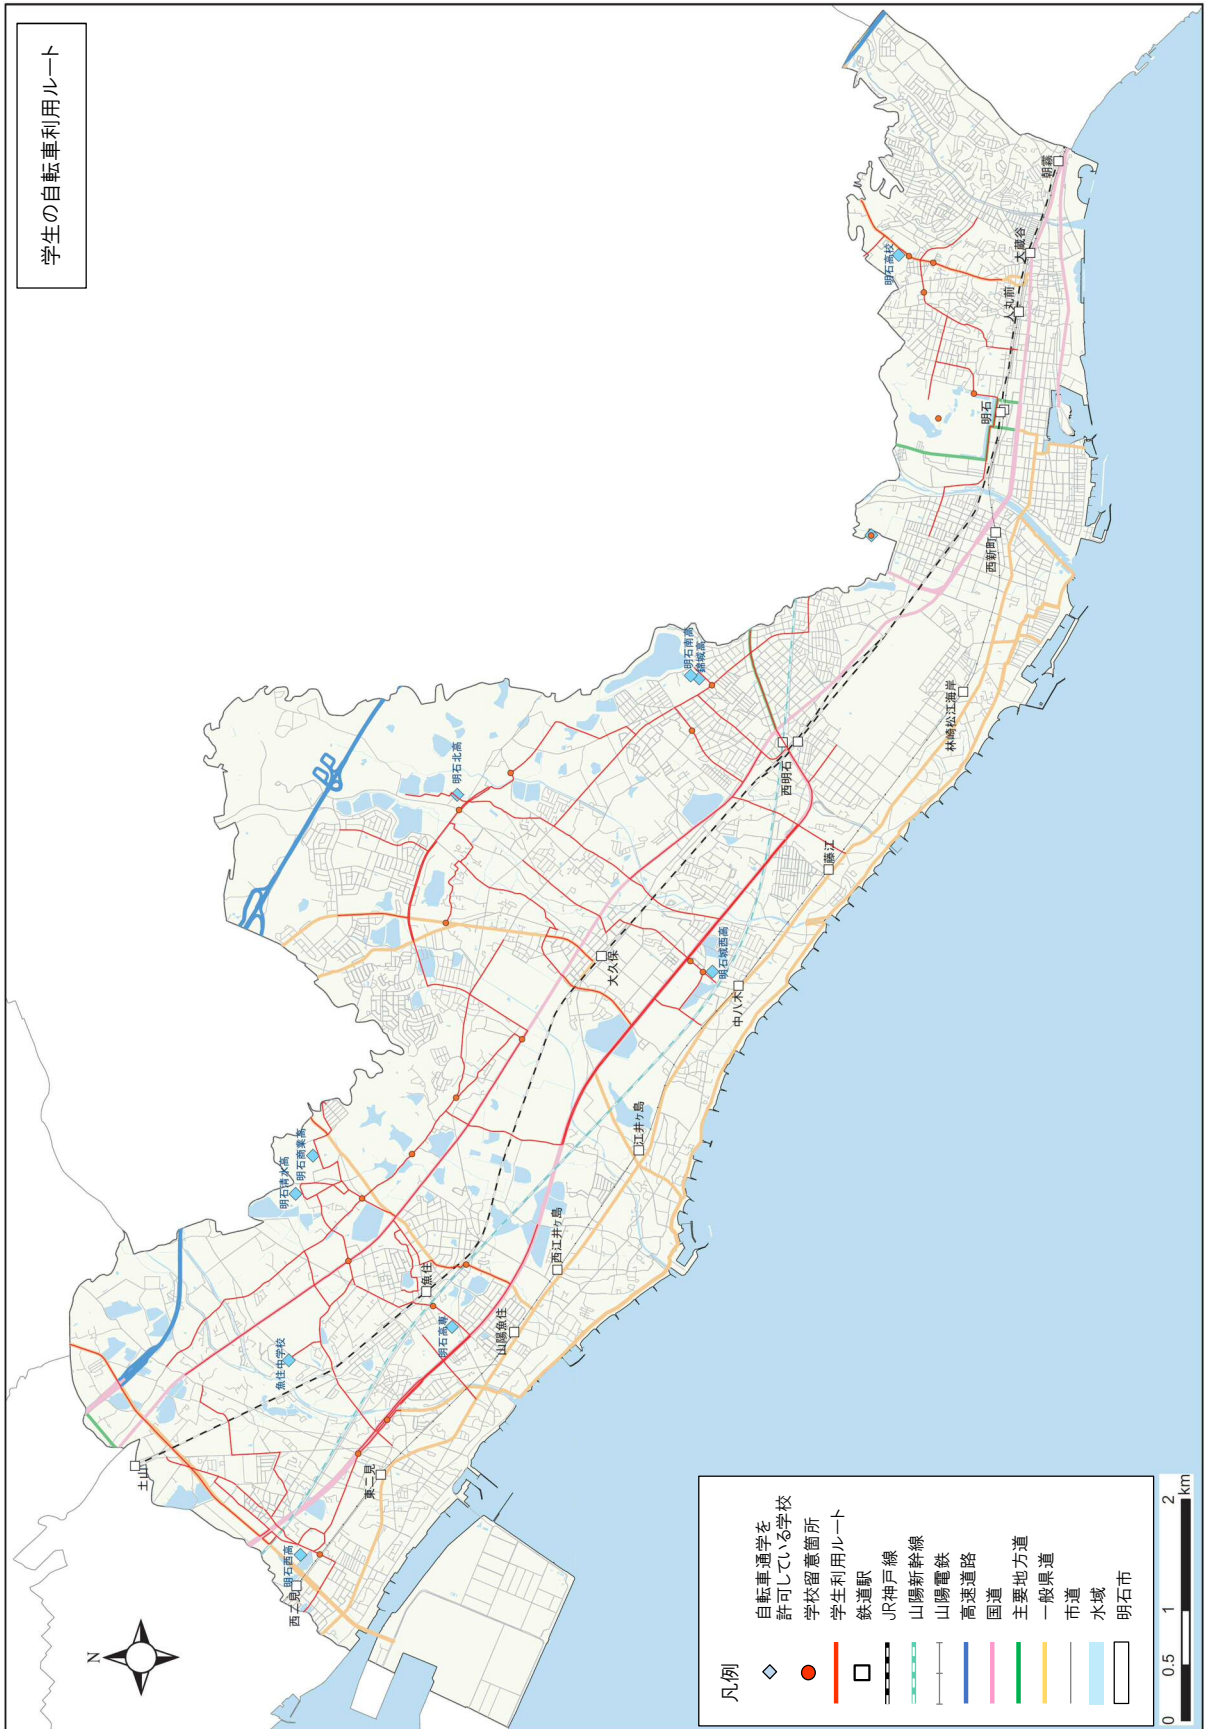 学生の自転車利用ルート
N
土山
西二見
明石西高
東二見
魚住中学校
明石高専
魚住
山陽魚住
西江井ヶ島
明石清水高
明石商業高
江井ヶ島
大久保
中八木
明石城西高
明石北高
藤江
西明石
明石南高
錦城高
林崎松江海岸
西新町
明石
人丸前
明石高校
大蔵谷
朝霧
凡例
自転車通学を
許可している学校
学校留意箇所
学生利用ルート
鉄道駅
JR神戸線
山陽新幹線
山陽電鉄
高速道路
国道
主要地方道
一般県道
市道
水域
明石市
0 0.5 1 2
km